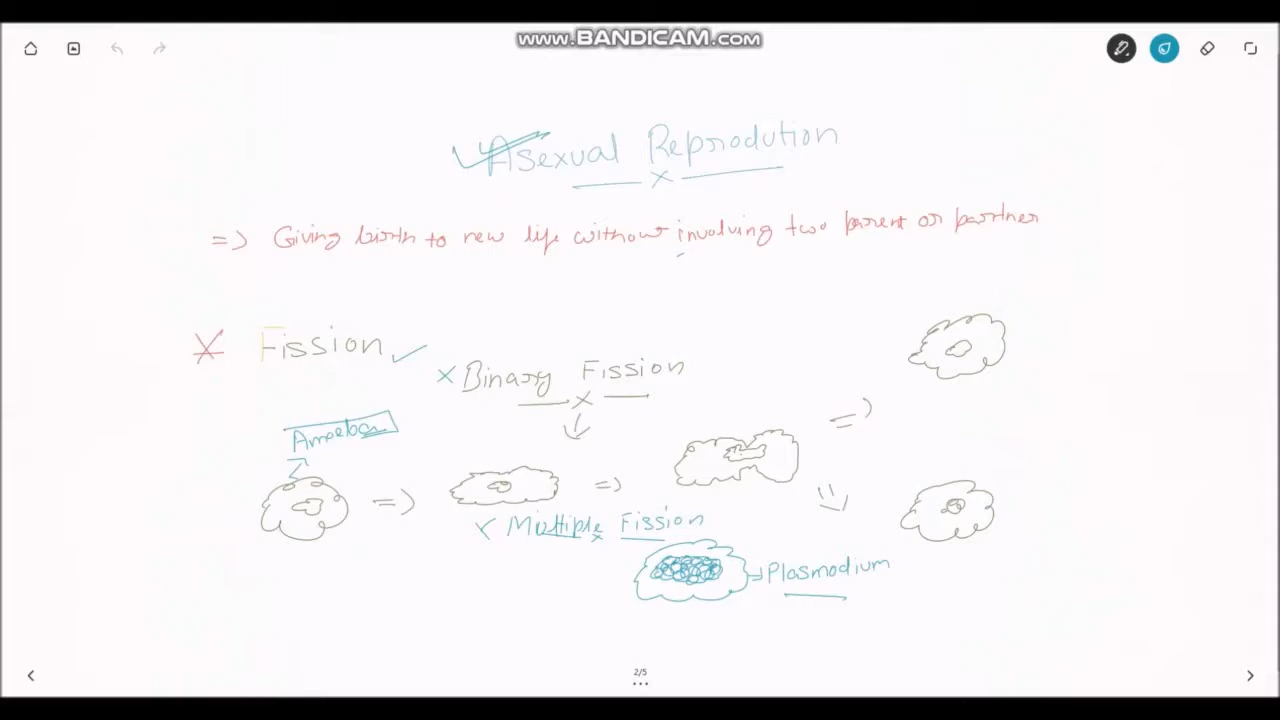 www.BANDICAM.com
Asexual Reprodution
=> Giving birth to new life without involving two parent or partner
Fission
x Binary Fission
Amoeba
Multiple Fission
Plasmodium
2/5